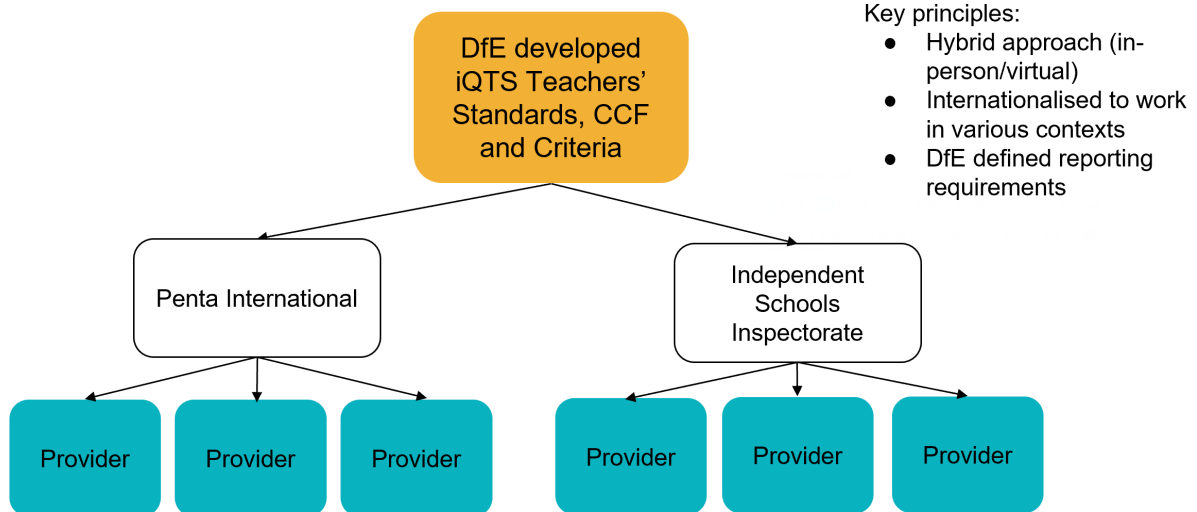 DfE developed
iQTS Teachers’
Standards, CCF
and Criteria
Key principles:
● Hybrid approach (in-
person/virtual)
● Internationalised to work
in various contexts
● DfE defined reporting
requirements
Penta International
Independent
Schools
Inspectorate
Provider
Provider
Provider
Provider
Provider
Provider